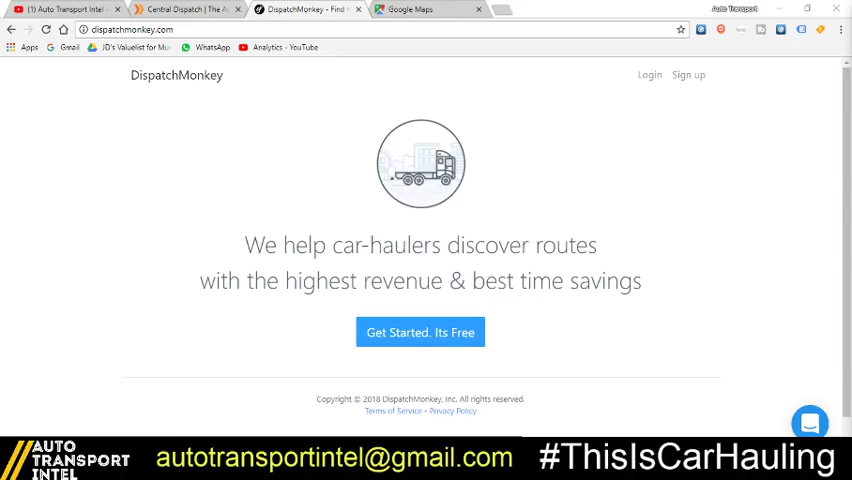 (1) Auto Transport Intel -
Central Dispatch | The Au
DispatchMonkey - Find t
Google Maps
Auto Transport
dispatchmonkey.com
Apps
Gmail
JD's Valuelist for Mu
WhatsApp
Analytics - YouTube
DispatchMonkey
Login
Sign up
We help car-haulers discover routes
with the highest revenue & best time savings
Get Started. Its Free
Copyright © 2018 DispatchMonkey, Inc. All rights reserved.
Terms of Service - Privacy Policy
AUTO
TRANSPORT
INTEL
autotransportintel@gmail.com
#ThisIsCarHauling